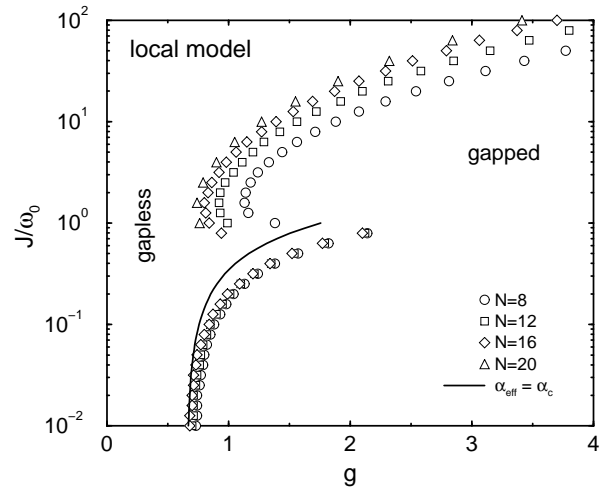 local model
gapped
gapless
J/ω₀
10²
10¹
10⁰
10⁻¹
10⁻²
N=8
N=12
N=16
N=20
α_eff = α_c
0 1 2 3 4
g